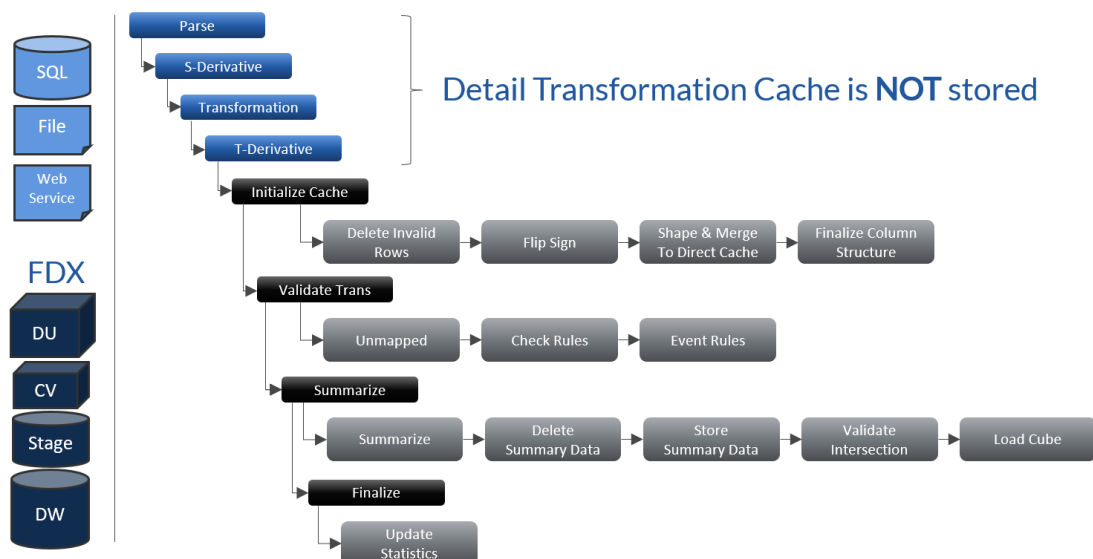 SQL
File
Web
Service
FDX
DU
CV
Stage
DW
Parse
S-Derivative
Transformation
T-Derivative
Detail Transformation Cache is NOT stored
Initialize Cache
Delete Invalid
Rows
Flip Sign
Shape & Merge
To Direct Cache
Finalize Column
Structure
Validate Trans
Unmapped
Check Rules
Event Rules
Summarize
Summarize
Delete
Summary Data
Store
Summary Data
Validate
Intersection
Load Cube
Finalize
Update
Statistics